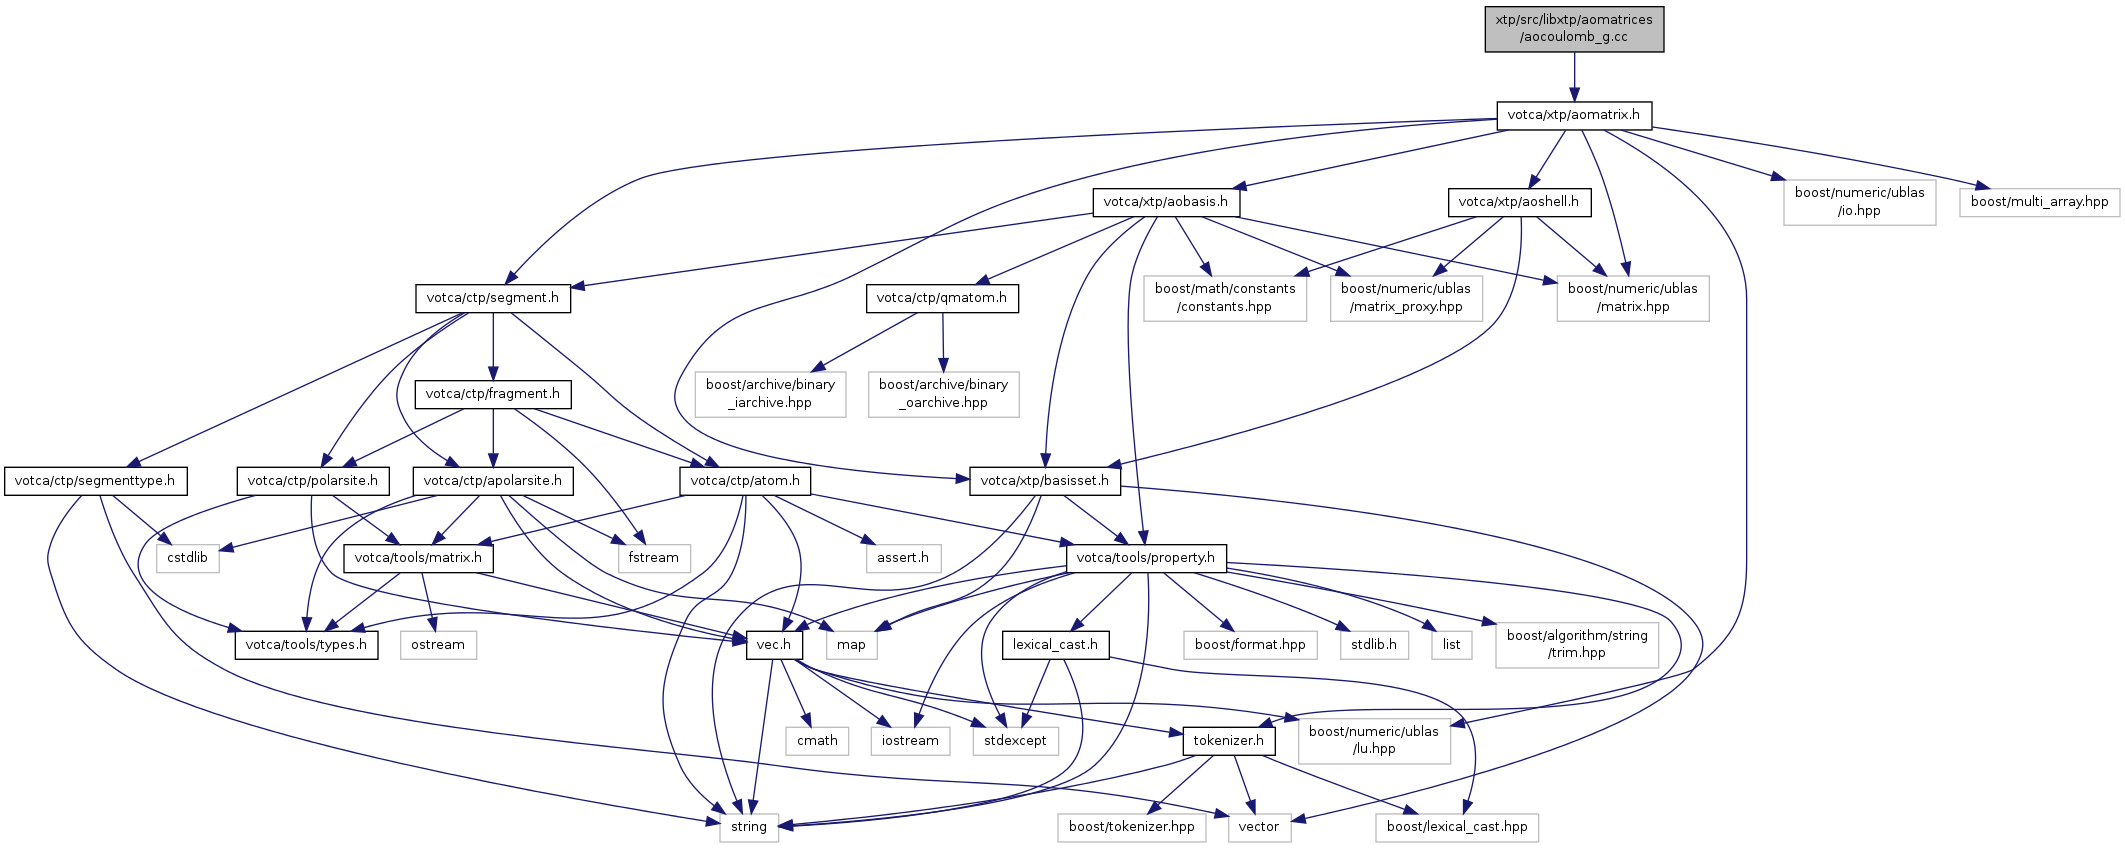 xtp/src/libxtp/aomatrices
/aocoulomb_g.cc
votca/xtp/aomatrix.h
votca/xtp/aobasis.h
votca/xtp/aoshell.h
boost/numeric/ublas
/io.hpp
boost/multi_array.hpp
votca/ctp/segment.h
votca/ctp/qmatom.h
boost/math/constants
/constants.hpp
boost/numeric/ublas
/matrix_proxy.hpp
boost/numeric/ublas
/matrix.hpp
votca/ctp/fragment.h
boost/archive/binary
_iarchive.hpp
boost/archive/binary
_oarchive.hpp
votca/ctp/segmenttype.h
votca/ctp/polarsite.h
votca/ctp/apolarsite.h
votca/ctp/atom.h
votca/xtp/basisset.h
cstdlib
votca/tools/matrix.h
fstream
assert.h
votca/tools/property.h
votca/tools/types.h
ostream
vec.h
map
lexical_cast.h
boost/format.hpp
stdlib.h
list
boost/algorithm/string
/trim.hpp
cmath
iostream
stdexcept
tokenizer.h
boost/numeric/ublas
/lu.hpp
string
boost/tokenizer.hpp
vector
boost/lexical_cast.hpp